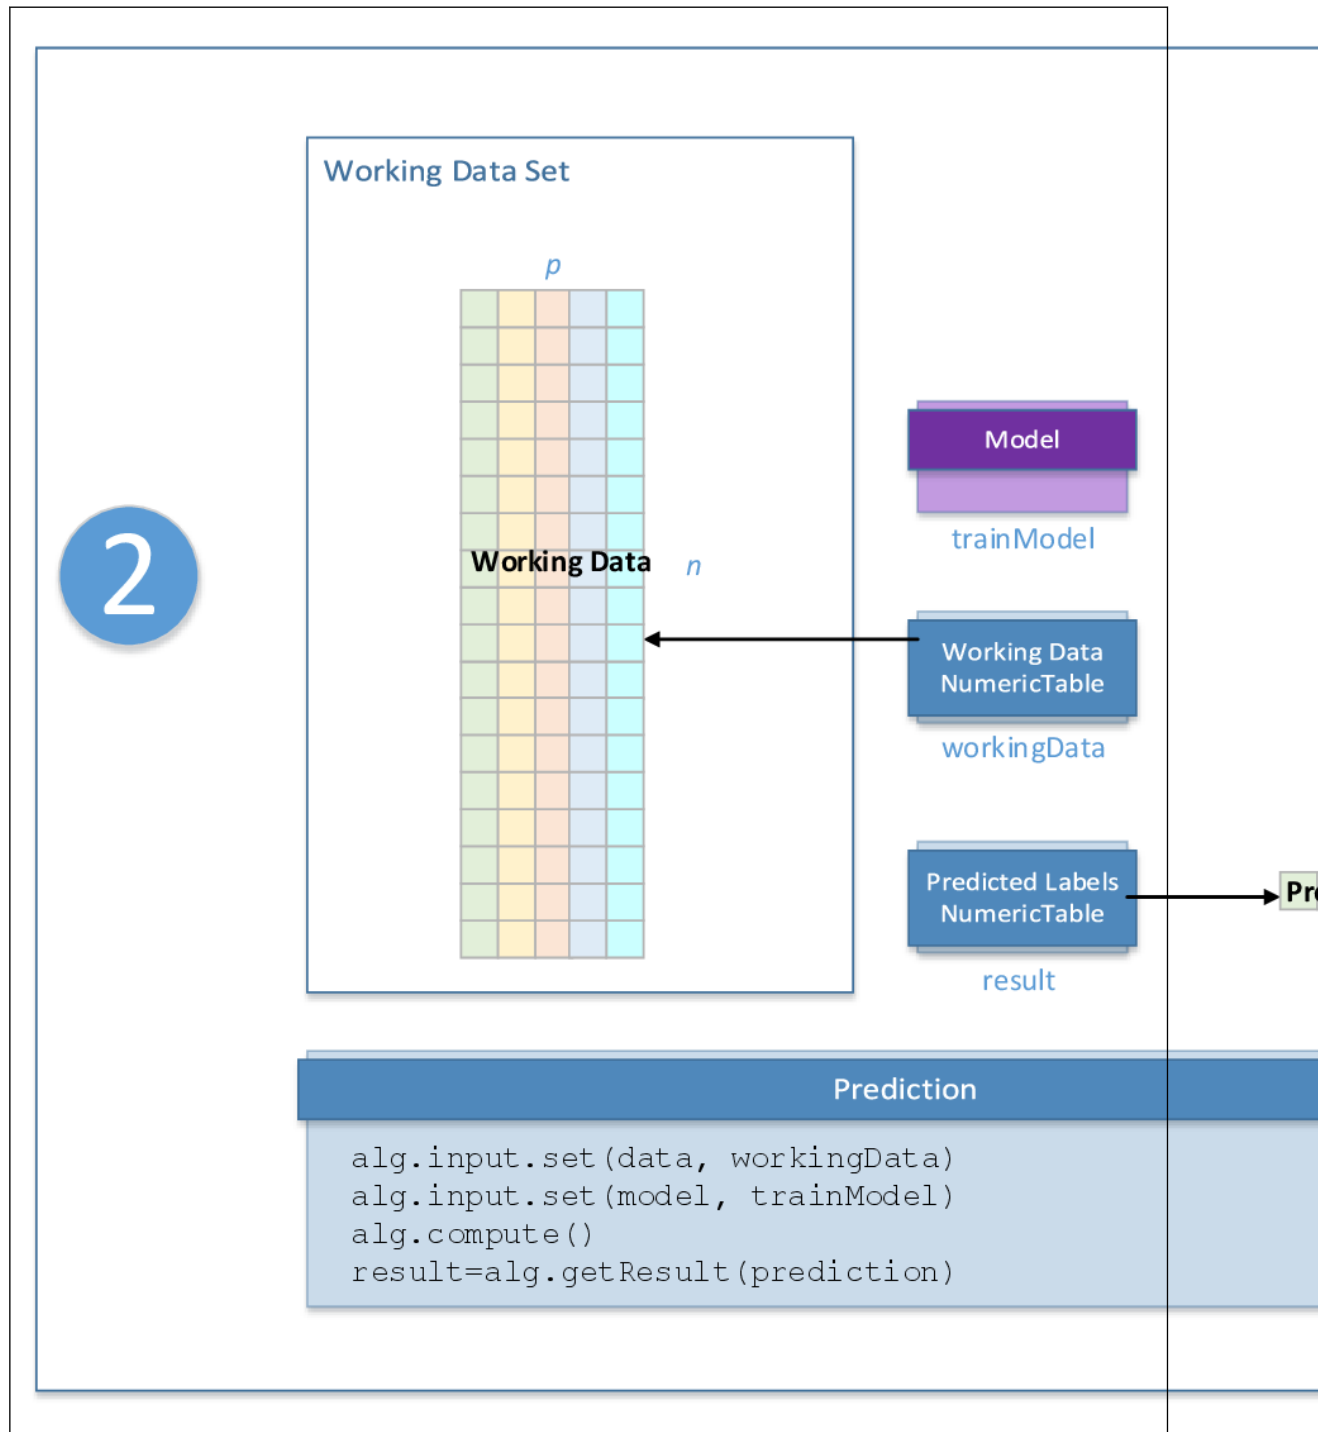 Working Data Set
p
Model
trainModel
2
Working Data
n
Working Data
NumericTable
workingData
Predicted Labels
NumericTable
result
Prediction
alg.input.set(data, workingData)
alg.input.set(model, trainModel)
alg.compute()
result=alg.getResult(prediction)